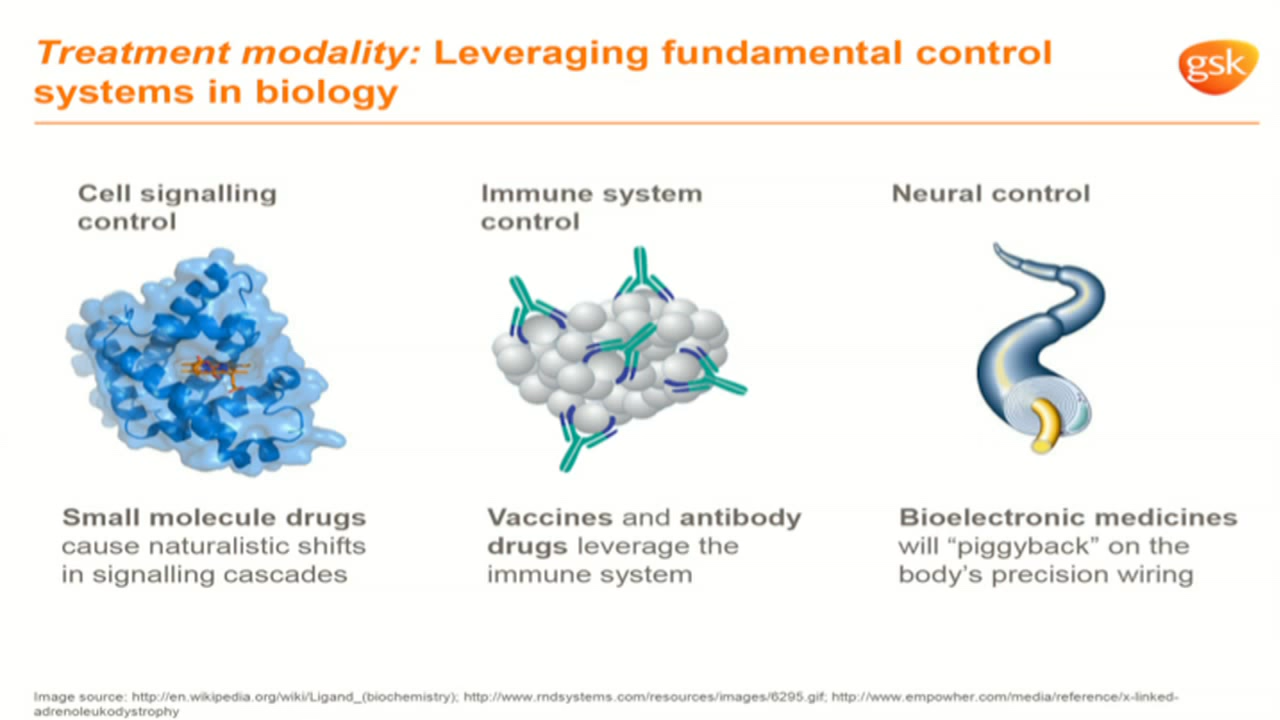 Treatment modality: Leveraging fundamental control
systems in biology
gsk
Cell signalling
control
Immune system
control
Neural control
Small molecule drugs
cause naturalistic shifts
in signalling cascades
Vaccines and antibody
drugs leverage the
immune system
Bioelectronic medicines
will “piggyback” on the
body’s precision wiring
Image source: http://en.wikipedia.org/wiki/Ligand_(biochemistry); http://www.rndsystems.com/resources/images/6295.gif; http://www.empowher.com/media/reference/x-linked-
adrenoleukodystrophy